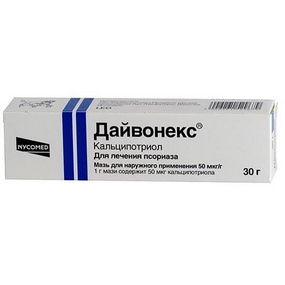 LEO
Дайвонекс®
Кальципотриол
Для лечения псориаза
NYCOMED
Мазь для наружного применения 50 мкг/г
1 г мази содержит 50 мкг кальципотриола
30 г